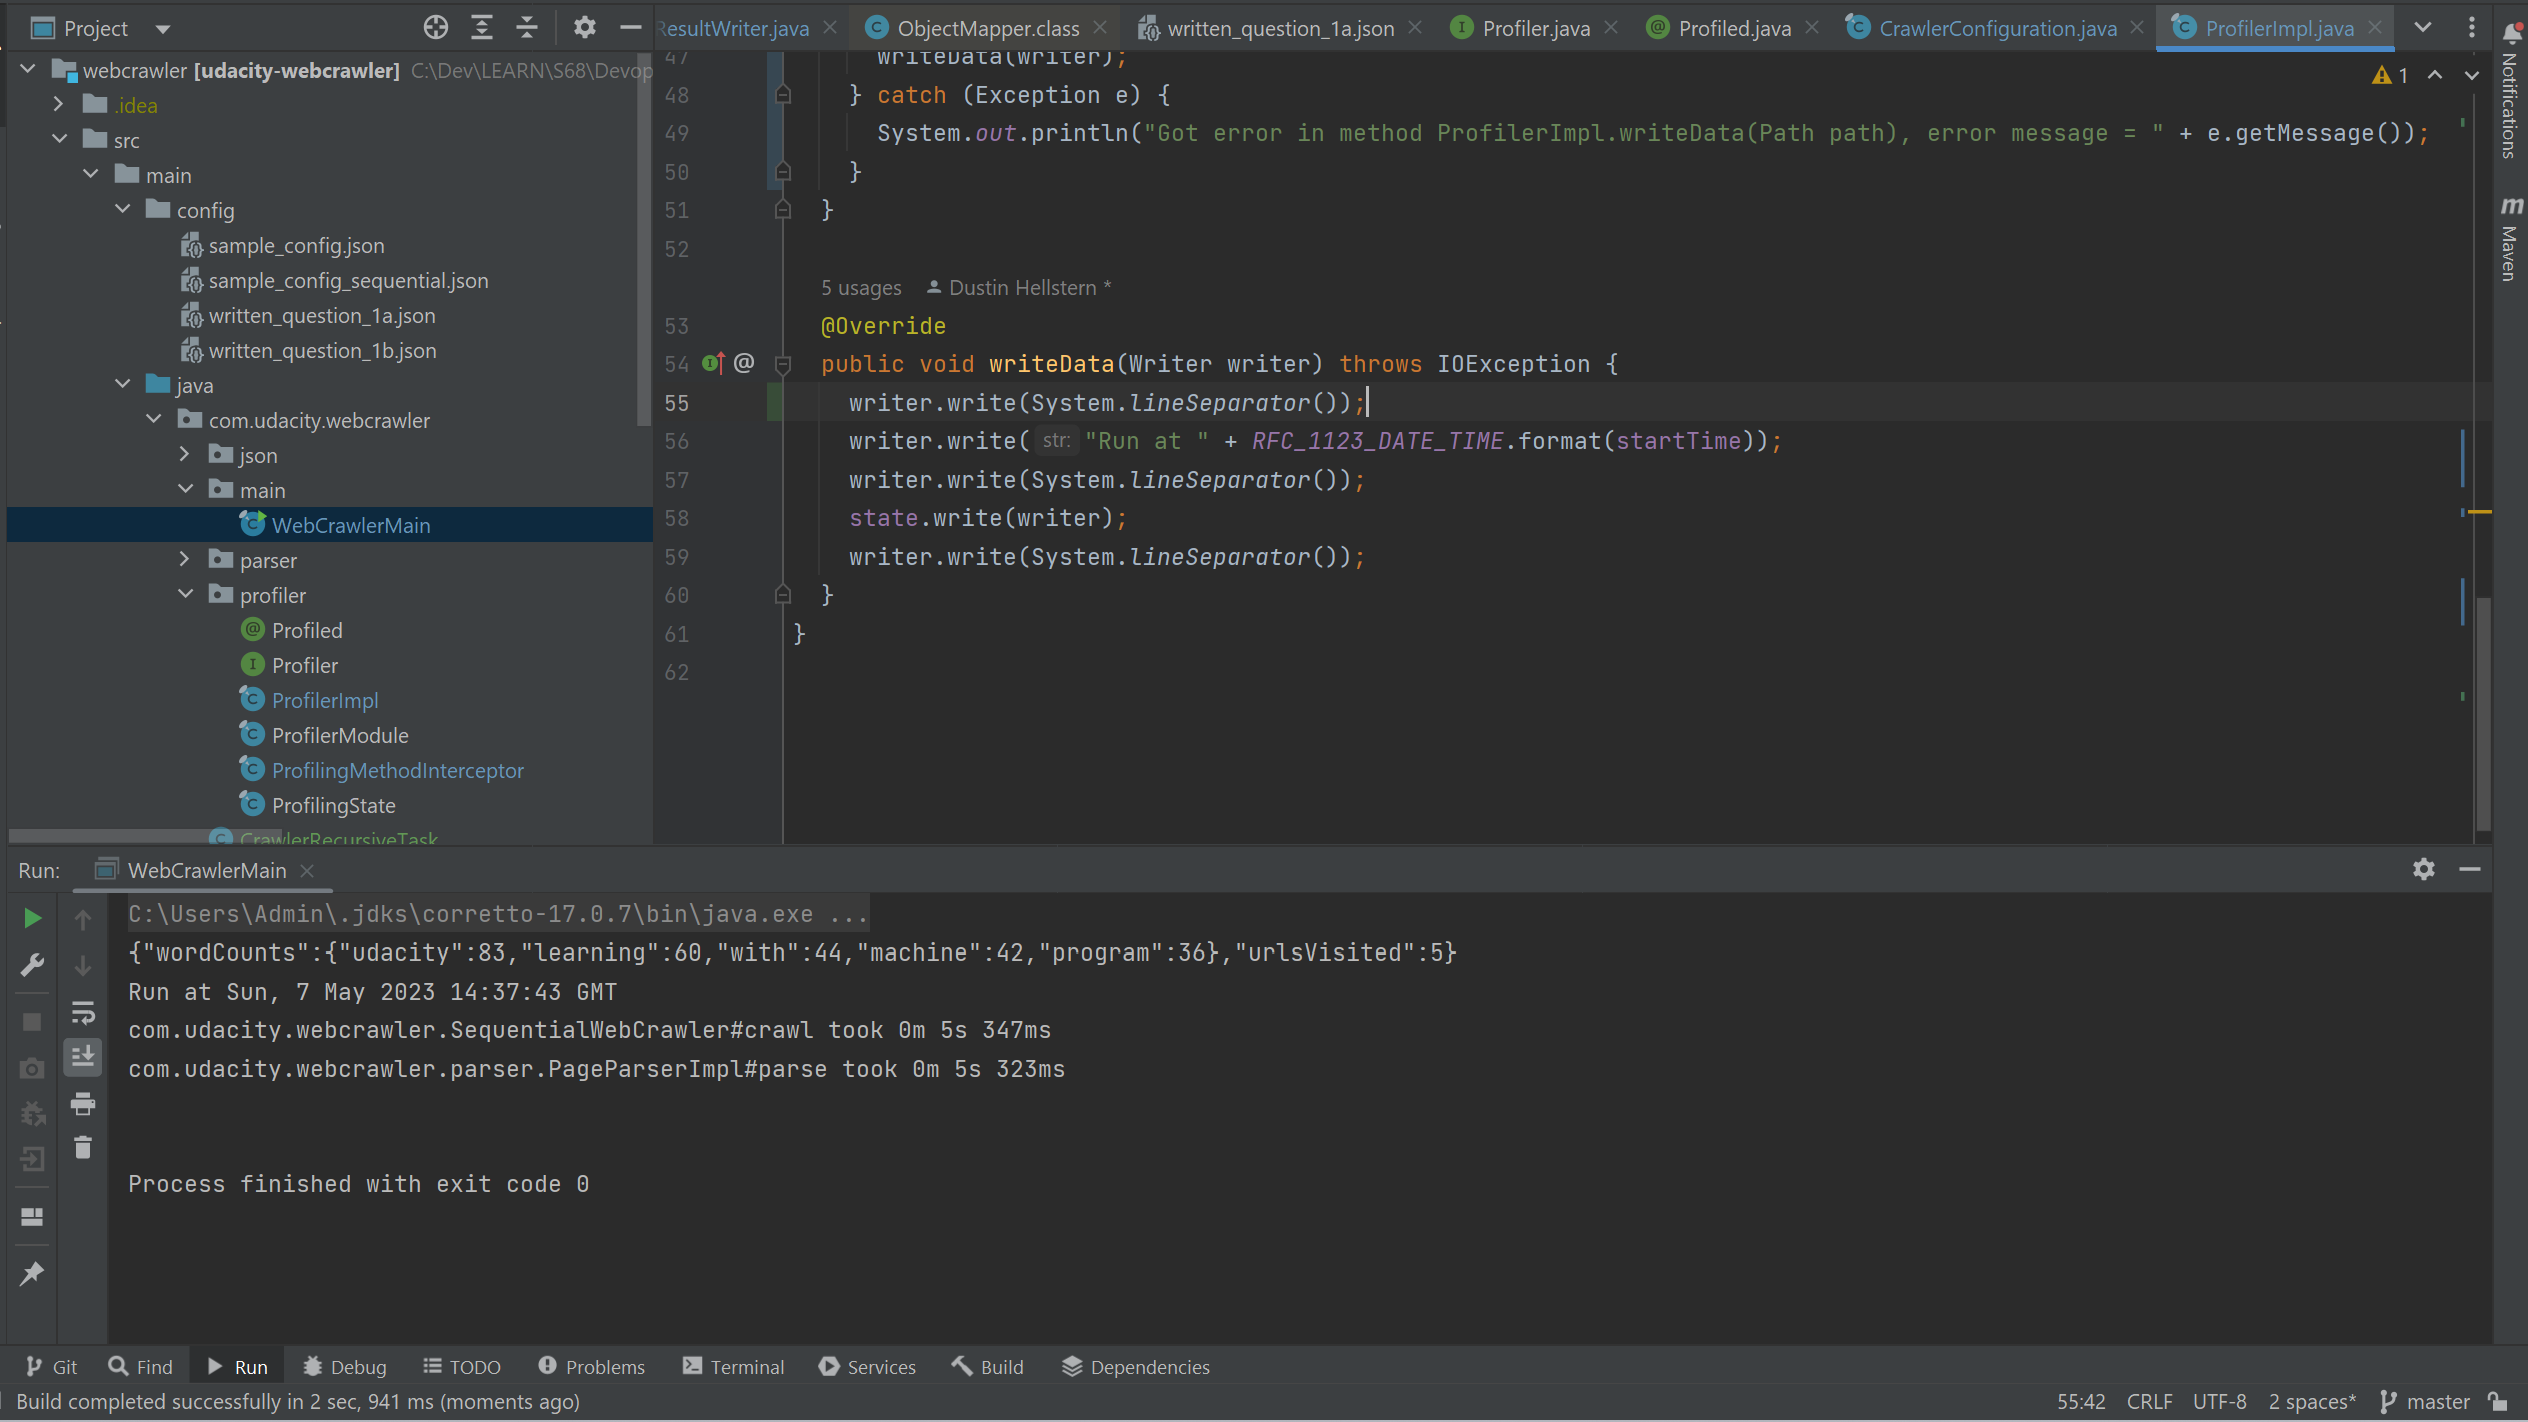 Project
ResultWriter.java
ObjectMapper.class
written_question_1a.json
Profiler.java
Profiled.java
CrawlerConfiguration.java
ProfilerImpl.java
webcrawler [udacity-webcrawler] C:\Dev\LEARN\S68\Devop
.idea
src
main
config
sample_config.json
sample_config_sequential.json
written_question_1a.json
written_question_1b.json
java
com.udacity.webcrawler
json
main
WebCrawlerMain
parser
profiler
Profiled
Profiler
ProfilerImpl
ProfilerModule
ProfilingMethodInterceptor
ProfilingState
CrawlerRecursiveTask
1
47 writeData(writer);
48 } catch (Exception e) {
49 System.out.println("Got error in method ProfilerImpl.writeData(Path path), error message = " + e.getMessage());
50 }
51 }
52
5 usages Dustin Hellstern *
53 @Override
54 public void writeData(Writer writer) throws IOException {
55 writer.write(System.lineSeparator());
56 writer.write( str: "Run at " + RFC_1123_DATE_TIME.format(startTime));
57 writer.write(System.lineSeparator());
58 state.write(writer);
59 writer.write(System.lineSeparator());
60 }
61 }
62
Notifications
Maven
Run: WebCrawlerMain
C:\Users\Admin\.jdks\corretto-17.0.7\bin\java.exe ...
{"wordCounts":{"udacity":83,"learning":60,"with":44,"machine":42,"program":36},"urlsVisited":5}
Run at Sun, 7 May 2023 14:37:43 GMT
com.udacity.webcrawler.SequentialWebCrawler#crawl took 0m 5s 347ms
com.udacity.webcrawler.parser.PageParserImpl#parse took 0m 5s 323ms
Process finished with exit code 0
Git Find Run Debug TODO Problems Terminal Services Build Dependencies
Build completed successfully in 2 sec, 941 ms (moments ago)
55:42 CRLF UTF-8 2 spaces* master